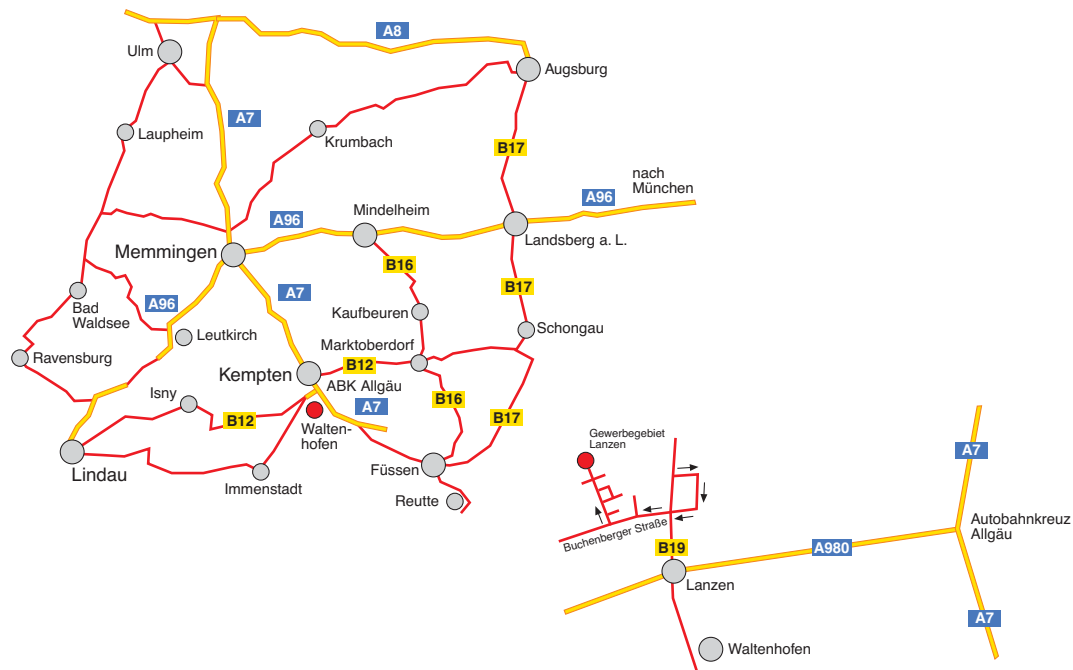 A8
Ulm
Augsburg
A7
Laupheim
Krumbach
B17
nach
München
A96
Mindelheim
A96
Landsberg a. L.
Memmingen
B16
A7
B17
Bad
Waldsee
A96
Kaufbeuren
Leutkirch
Schongau
Marktoberdorf
Ravensburg
B12
Kempten
ABK Allgäu
Isny
B16
A7
B12
B17
Walten-
hofen
Lindau
Füssen
Immenstadt
Reutte
Gewerbegebiet
Lanzen
A7
Autobahnkreuz
Allgäu
Buchenberger Straße
B19
A980
Lanzen
A7
Waltenhofen